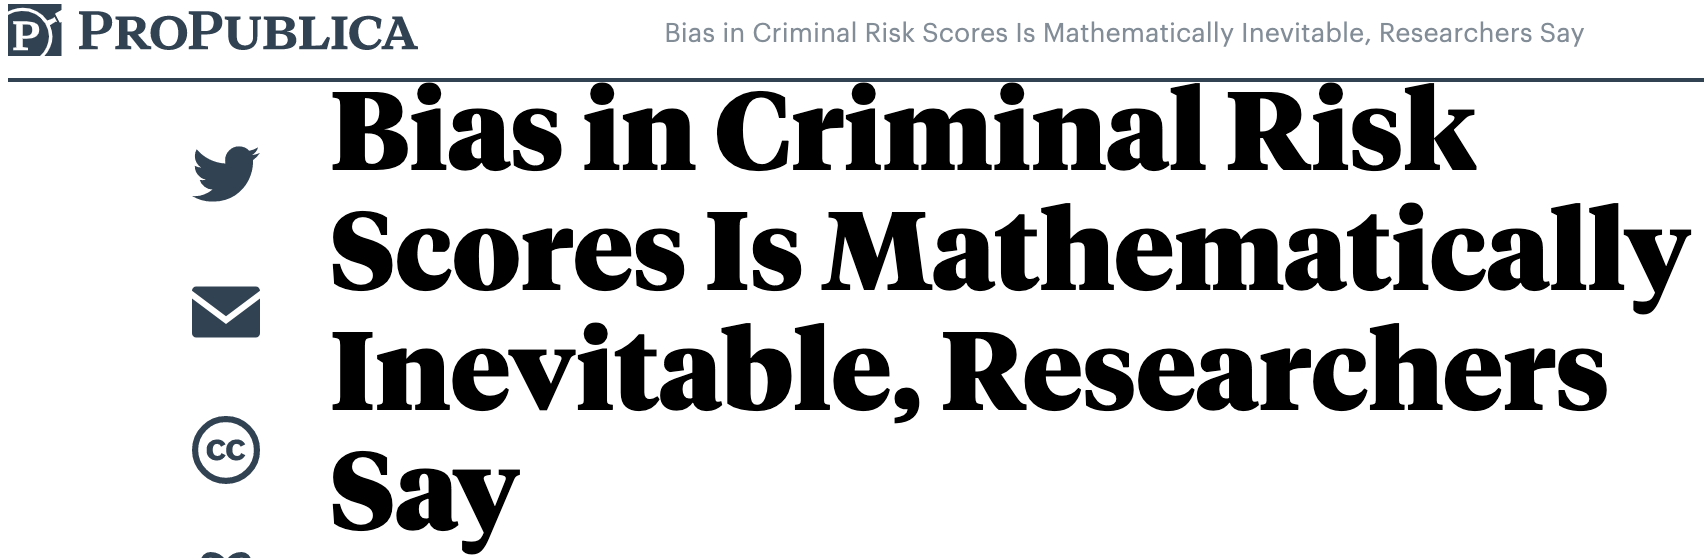 PROPUBLICA
Bias in Criminal Risk Scores Is Mathematically Inevitable, Researchers Say
Bias in Criminal Risk
Scores Is Mathematically
Inevitable, Researchers
Say
cc